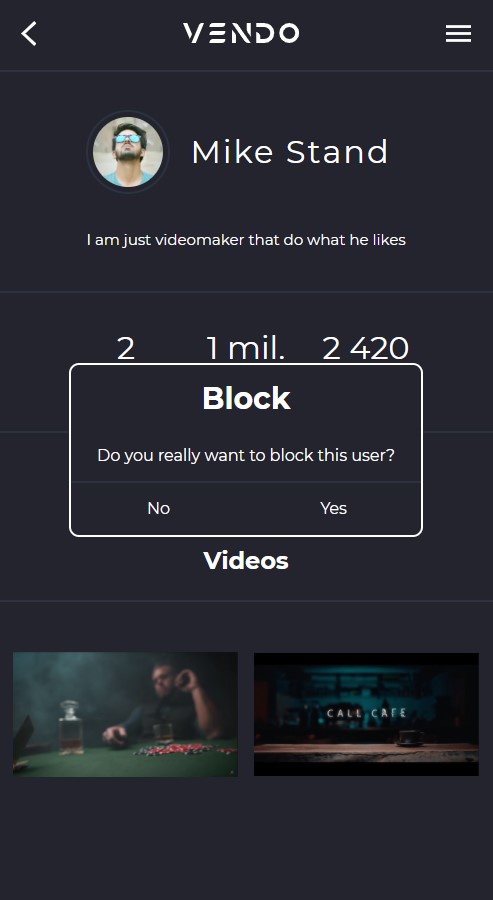 VENDO
Mike Stand
I am just videomaker that do what he likes
2 1 mil. 2 420
Block
Do you really want to block this user?
No Yes
Videos
CALL CAFE